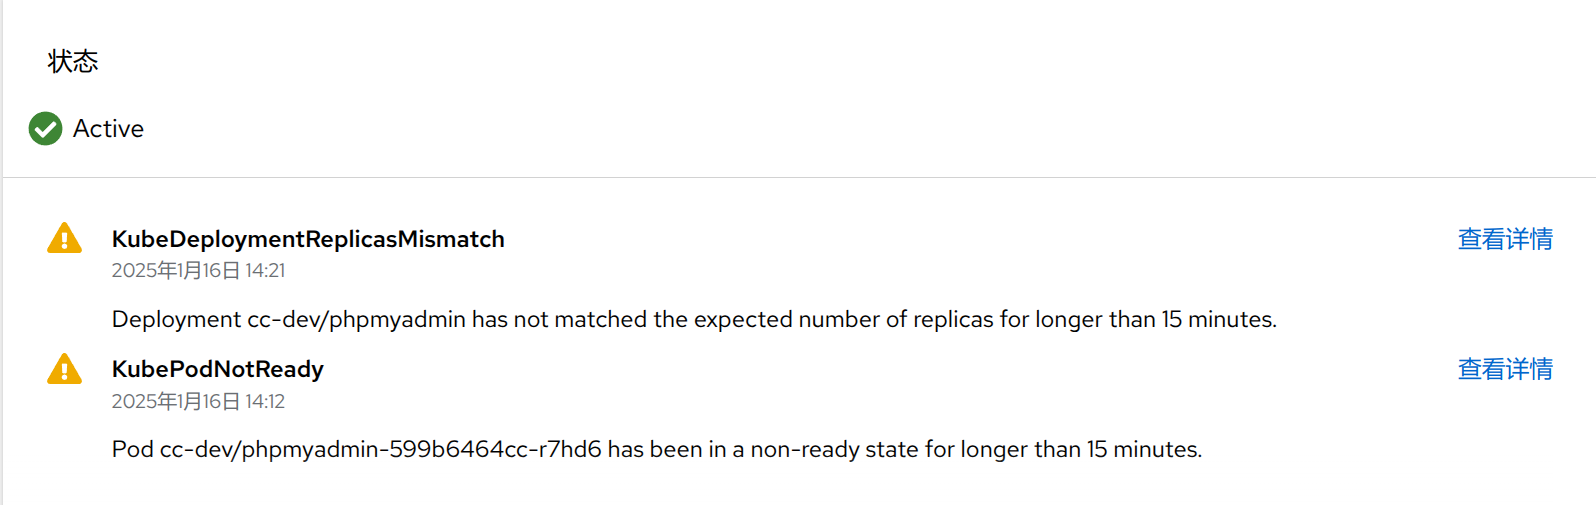 状态
Active
KubeDeploymentReplicasMismatch
查看详情
2025年1月16日 14:21
Deployment cc-dev/phpmyadmin has not matched the expected number of replicas for longer than 15 minutes.
KubePodNotReady
查看详情
2025年1月16日 14:12
Pod cc-dev/phpmyadmin-599b6464cc-r7hd6 has been in a non-ready state for longer than 15 minutes.